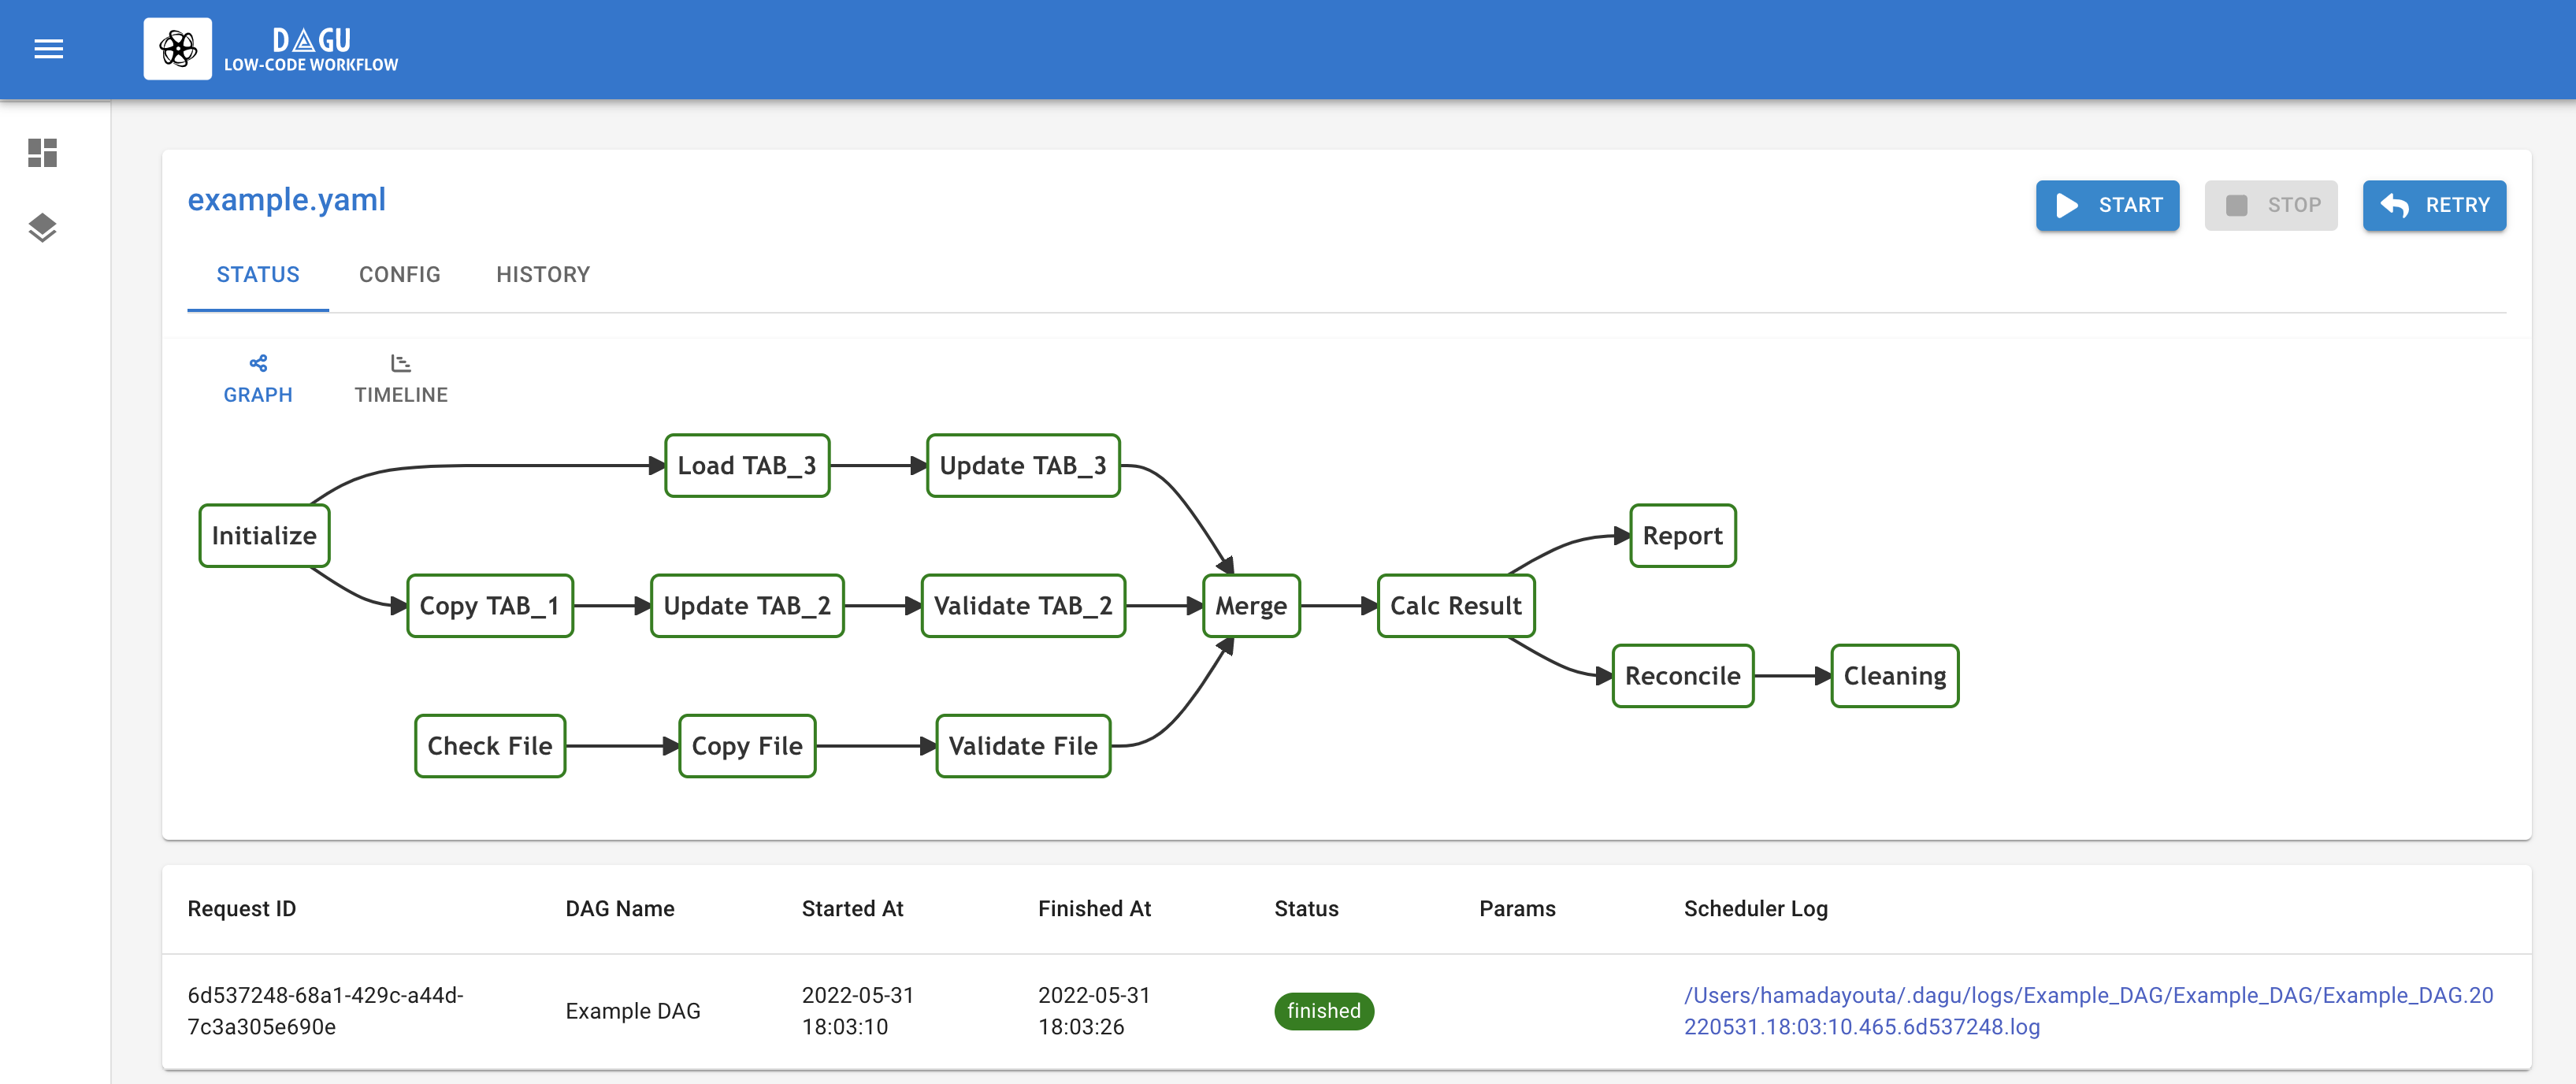 DAGU
LOW-CODE WORKFLOW
example.yaml
START
STOP
RETRY
STATUS
CONFIG
HISTORY
GRAPH
TIMELINE
Load TAB_3
Update TAB_3
Initialize
Report
Copy TAB_1
Update TAB_2
Validate TAB_2
Merge
Calc Result
Reconcile
Cleaning
Check File
Copy File
Validate File
Request ID
DAG Name
Started At
Finished At
Status
Params
Scheduler Log
6d537248-68a1-429c-a44d-
7c3a305e690e
Example DAG
2022-05-31
18:03:10
2022-05-31
18:03:26
finished
/Users/hamadayouta/.dagu/logs/Example_DAG/Example_DAG/Example_DAG.20
220531.18:03:10.465.6d537248.log